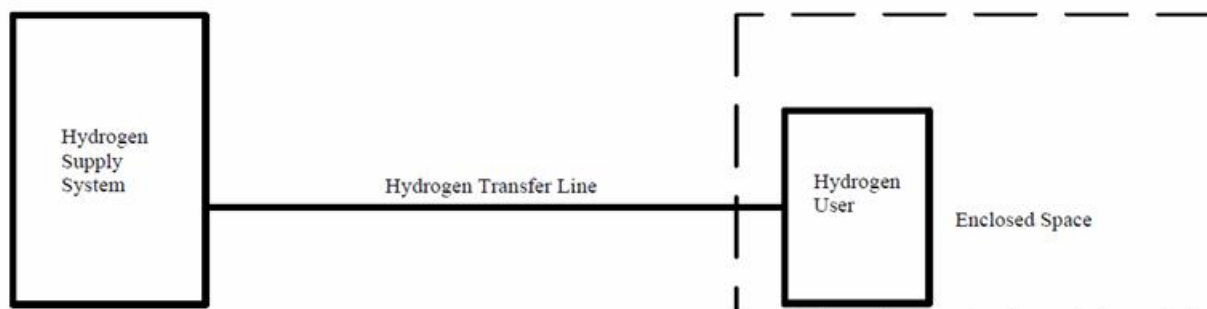 Hydrogen
Supply
System
Hydrogen Transfer Line
Hydrogen
User
Enclosed Space